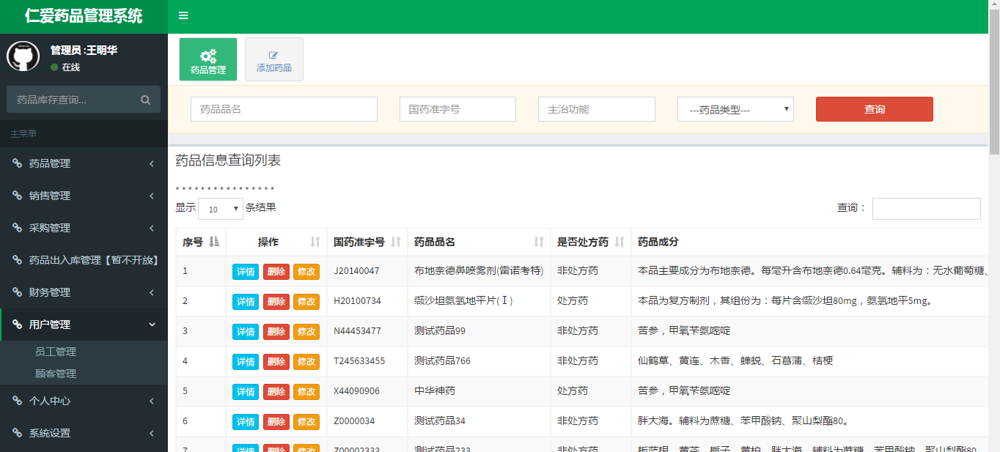 仁爱药品管理系统
管理员 :王明华
在线
药品库存查询...
主菜单
药品管理
销售管理
采购管理
药品出入库管理【暂不开放】
财务管理
用户管理
员工管理
顾客管理
个人中心
系统设置
药品管理
添加药品
药品品名
国药准字号
主治功能
---药品类型---
查询
药品信息查询列表
* * * * * * * * * * * * * * * *
显示 10 条结果
查询：
序号 操作 国药准字号 药品品名 是否处方药 药品成分
1 详情 删除 修改 J20140047 布地奈德鼻喷雾剂(雷诺考特) 非处方药 本品主要成分为布地奈德。每毫升含布地奈德0.64毫克。辅料为：无水葡萄糖、
2 详情 删除 修改 H20100734 缬沙坦氨氯地平片(Ⅰ) 处方药 本品为复方制剂，其组份为：每片含缬沙坦80mg，氨氯地平5mg。
3 详情 删除 修改 N44453477 测试药品99 非处方药 苦参，甲氧苄氨嘧啶
4 详情 删除 修改 T245633455 测试药品766 非处方药 仙鹤草、黄连、木香、蝉蜕、石菖蒲、桔梗
5 详情 删除 修改 X44090906 中华神药 处方药 苦参，甲氧苄氨嘧啶
6 详情 删除 修改 Z0000034 测试药品34 非处方药 胖大海。辅料为蔗糖、苯甲酸钠、聚山梨酯80。
7 详情 删除 修改 Z00002333 测试药品233 非处方药 板蓝根、黄芩、栀子、黄柏、胖大海。辅料为蔗糖、苯甲酸钠、聚山梨酯80